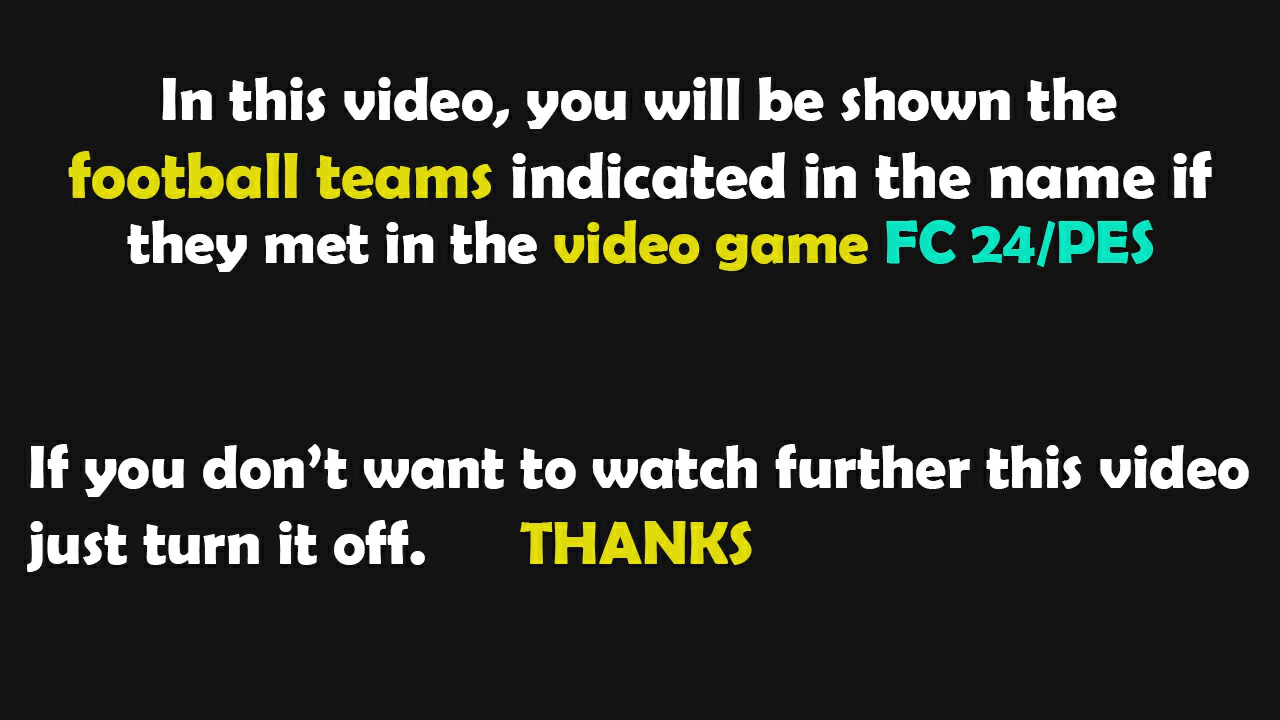 In this video, you will be shown the
football teams indicated in the name if
they met in the video game FC 24/PES
If you don’t want to watch further this video
just turn it off. THANKS